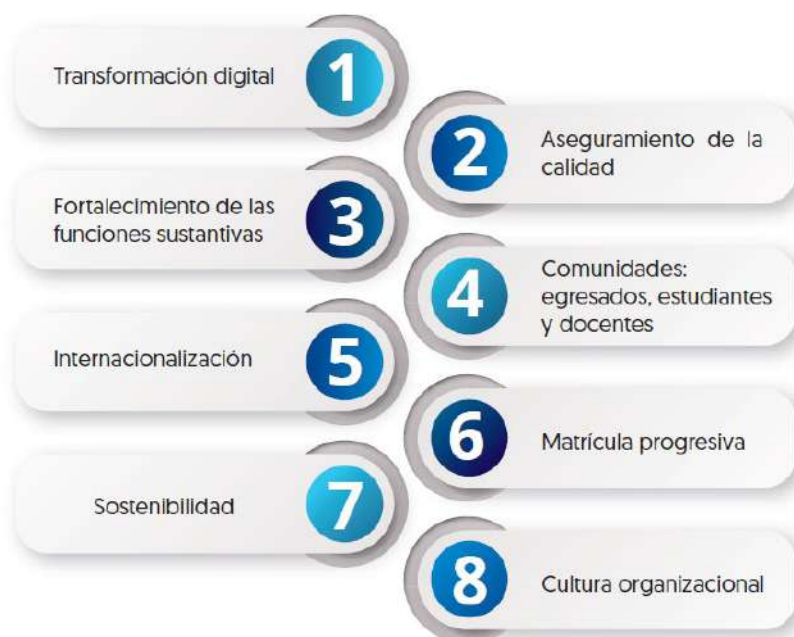 Transformación digital
1
2
Aseguramiento de la
calidad
Fortalecimiento de las
funciones sustantivas
3
4
Comunidades:
egresados, estudiantes
y docentes
Internacionalización
5
6
Matrícula progresiva
Sostenibilidad
7
8
Cultura organizacional